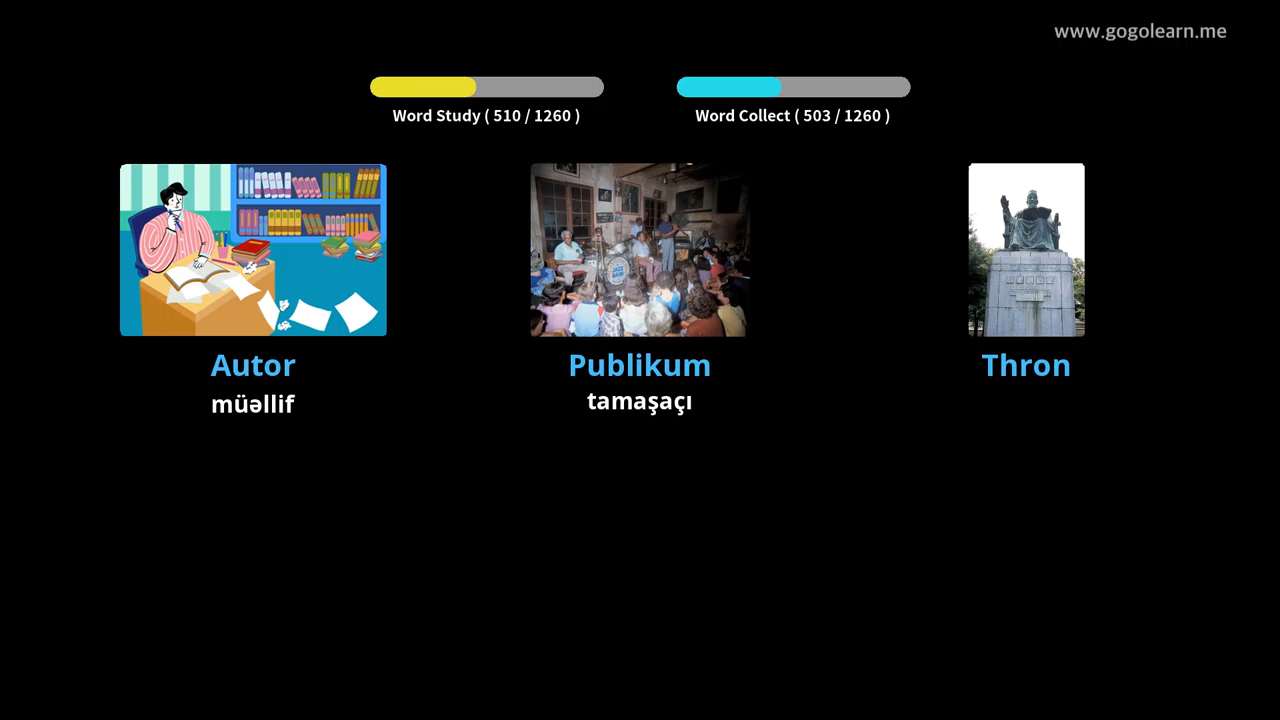 www.gogolearn.me
Word Study ( 510 / 1260 )
Word Collect ( 503 / 1260 )
Autor
Publikum
Thron
müəllif
tamaşaçı